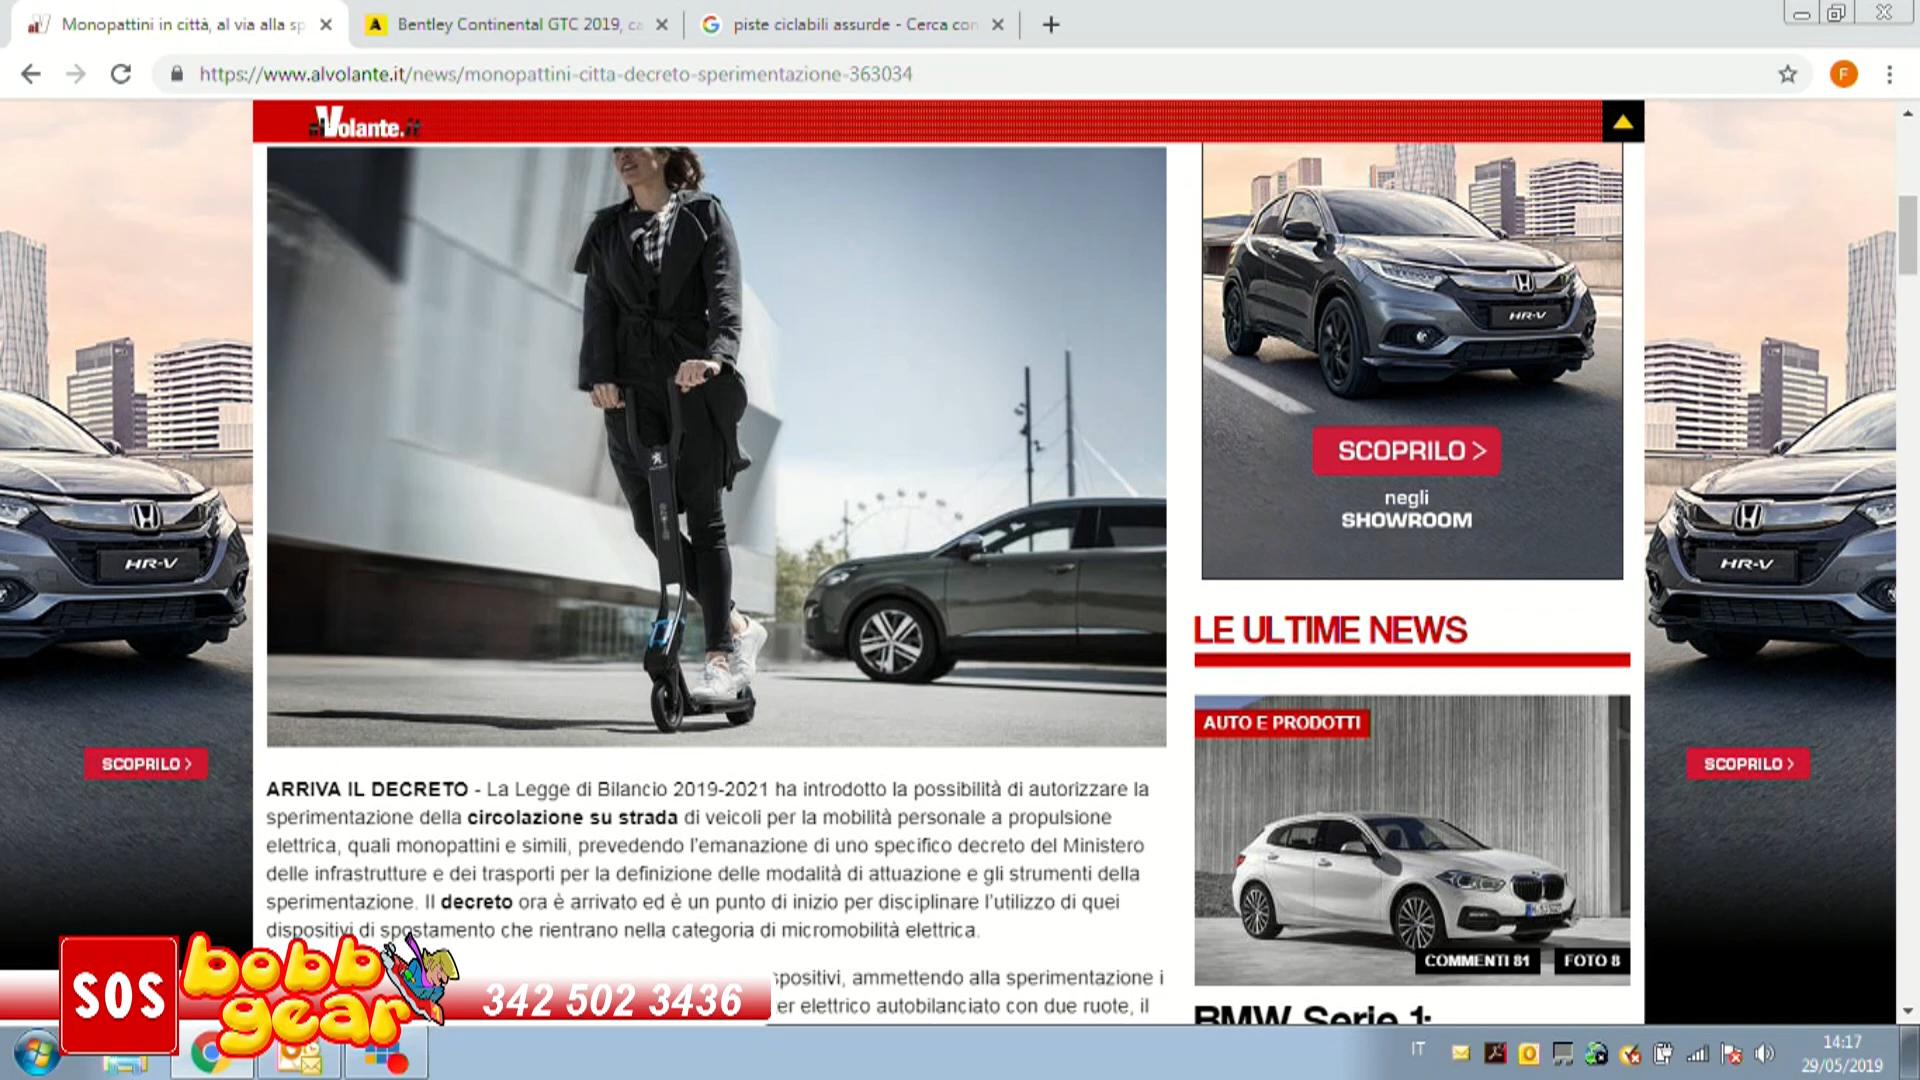 Monopattini in città, al via alla sp
Bentley Continental GTC 2019, ca
piste ciclabili assurde - Cerca con
https://www.alvolante.it/news/monopattini-citta-decreto-sperimentazione-363034
F
alVolante.it
HR-V
SCOPRILO >
negli
SHOWROOM
HR-V
HR-V
LE ULTIME NEWS
AUTO E PRODOTTI
SCOPRILO >
SCOPRILO >
ARRIVA IL DECRETO - La Legge di Bilancio 2019-2021 ha introdotto la possibilità di autorizzare la
sperimentazione della circolazione su strada di veicoli per la mobilità personale a propulsione
elettrica, quali monopattini e simili, prevedendo l'emanazione di uno specifico decreto del Ministero
delle infrastrutture e dei trasporti per la definizione delle modalità di attuazione e gli strumenti della
sperimentazione. Il decreto ora è arrivato ed è un punto di inizio per disciplinare l'utilizzo di quei
dispositivi di spostamento che rientrano nella categoria di micromobilità elettrica.
COMMENTI 81
FOTO 8
spositivi, ammettendo alla sperimentazione i
er elettrico autobilanciato con due ruote, il
BMW Serie 1:
SOS
bobb
gear
342 502 3436
IT
14:17
29/05/2019